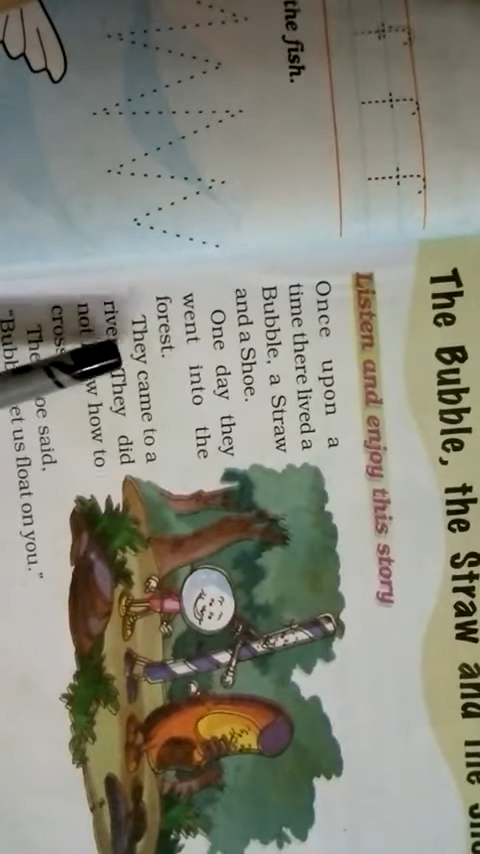 the fish.
The Bubble, the Straw and the
Listen and enjoy this story
Once upon a
time there lived a
Bubble, a Straw
and a Shoe.
One day they
went into the
forest.
They came to a
They did
how to
said,
us float on you."